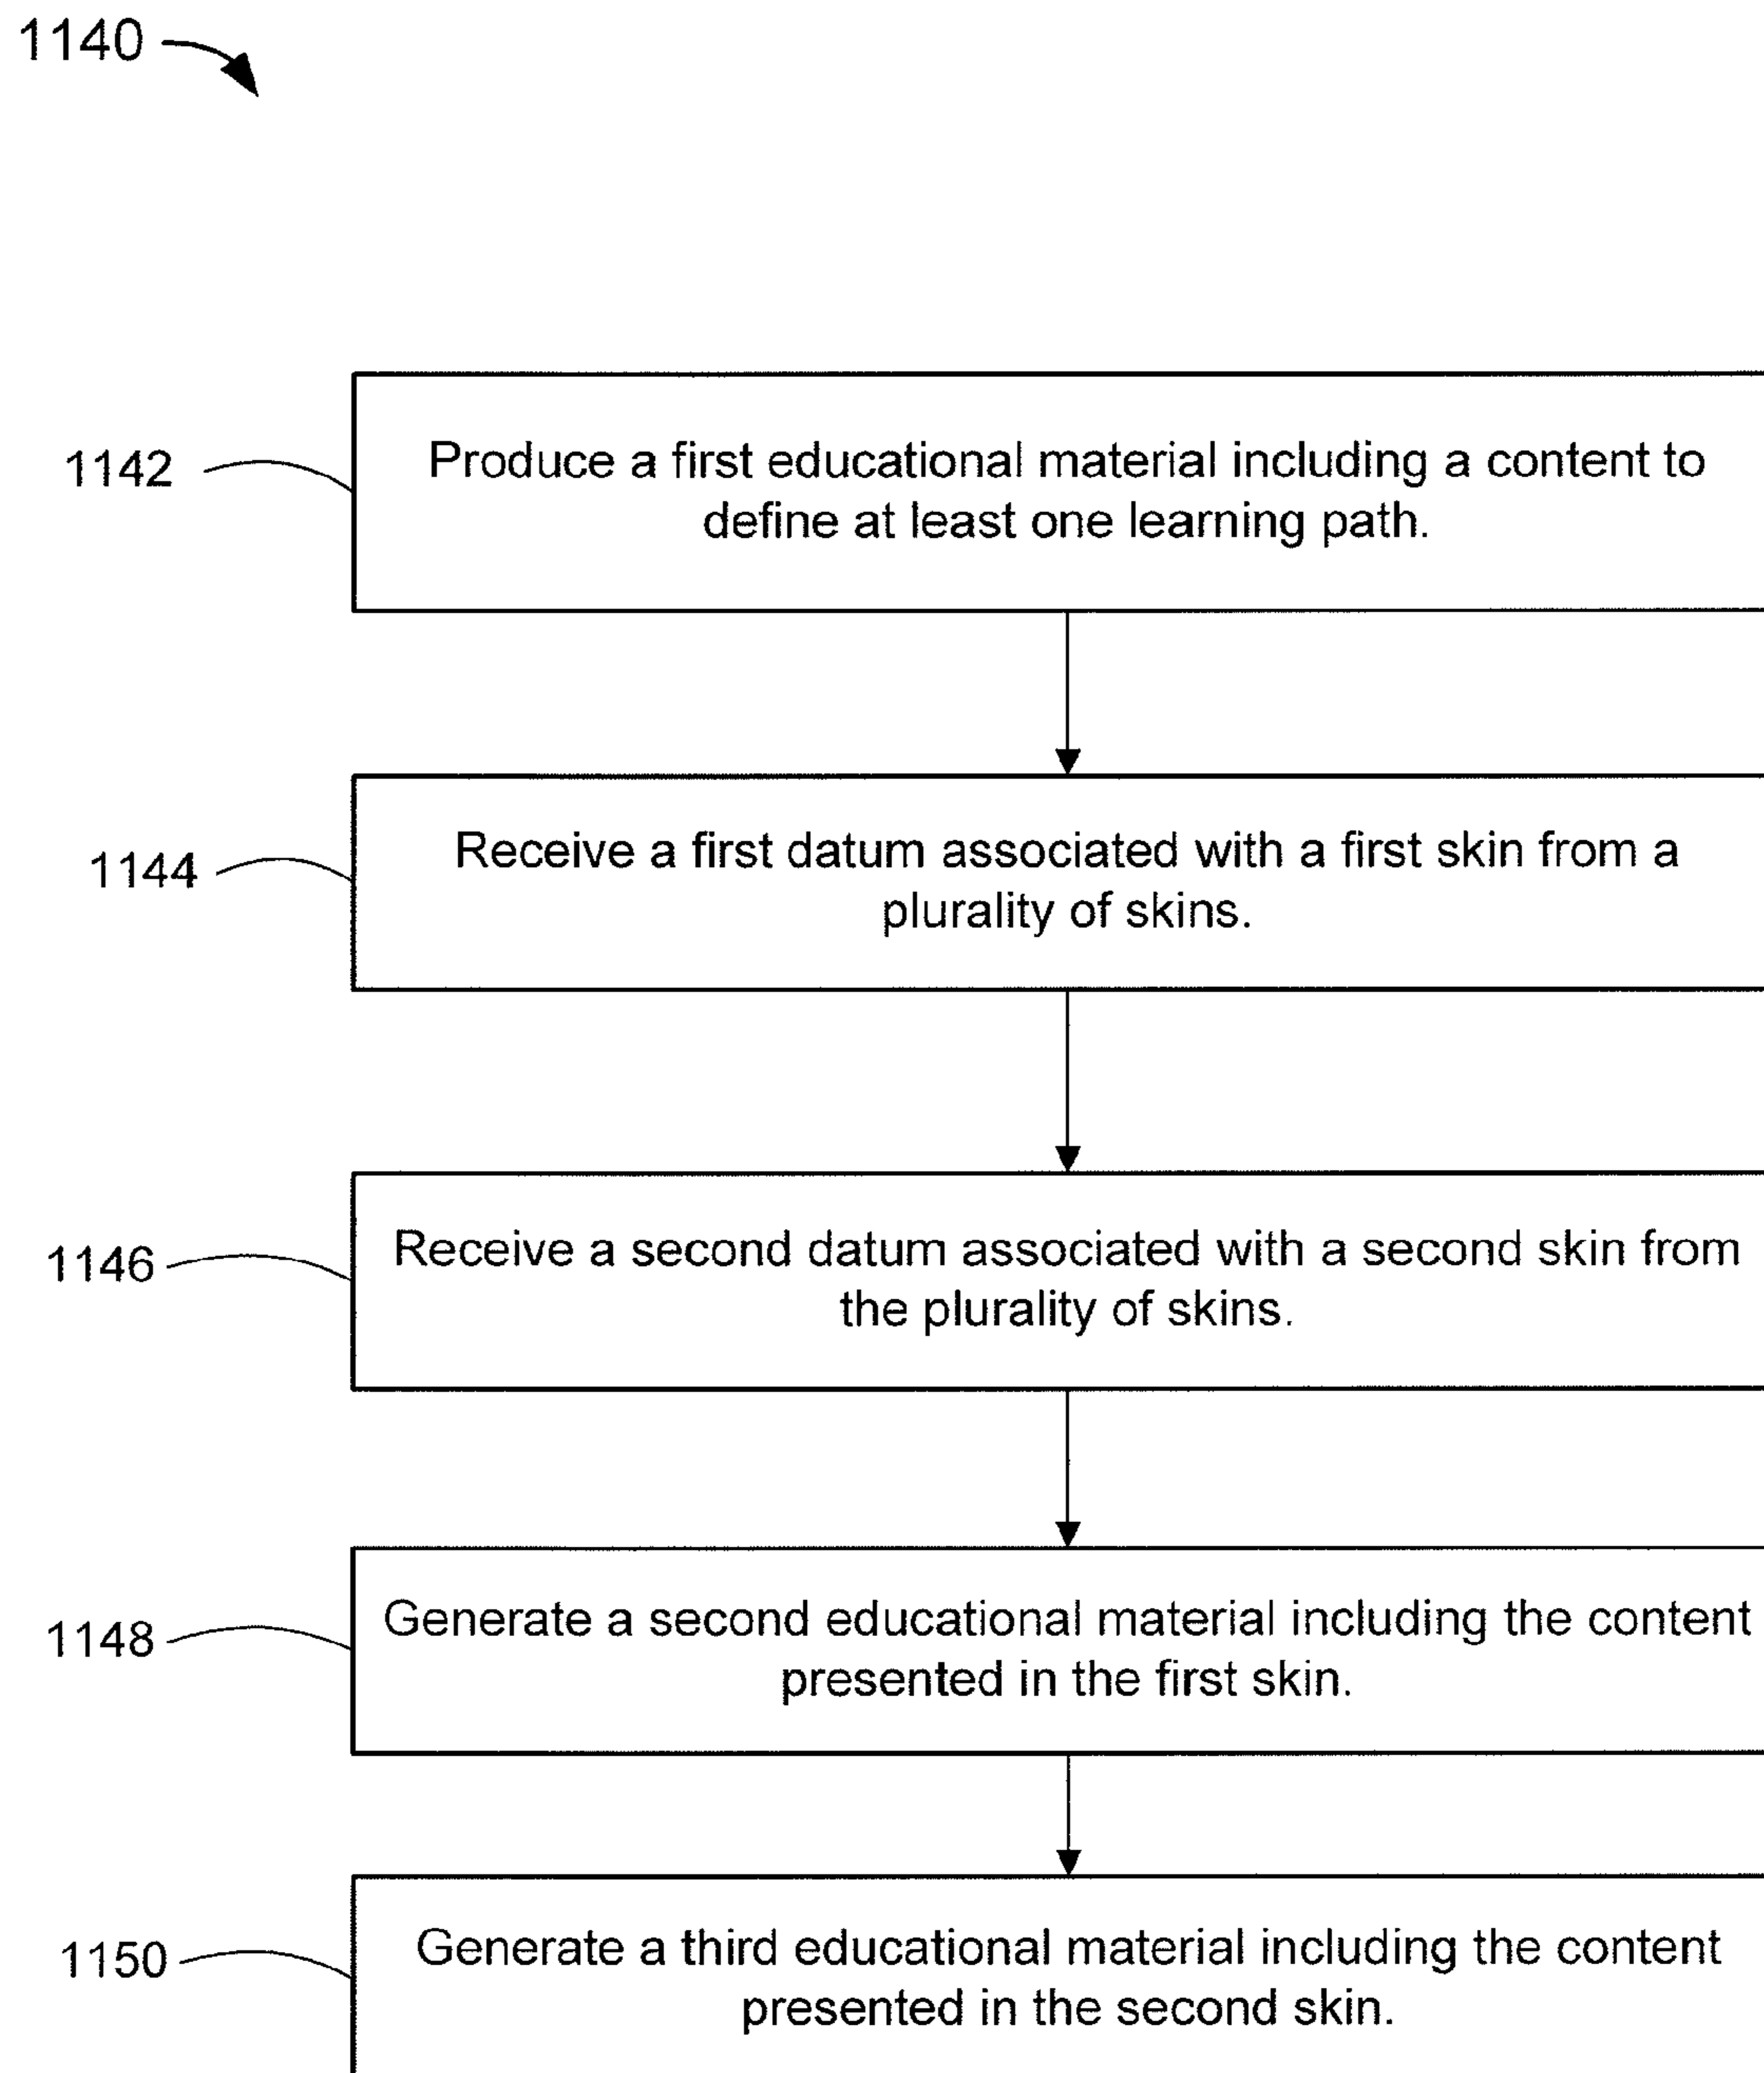 1140
1142
Produce a first educational material including a content to
define at least one learning path.
1144
Receive a first datum associated with a first skin from a
plurality of skins.
1146
Receive a second datum associated with a second skin from
the plurality of skins.
1148
Generate a second educational material including the content
presented in the first skin.
1150
Generate a third educational material including the content
presented in the second skin.